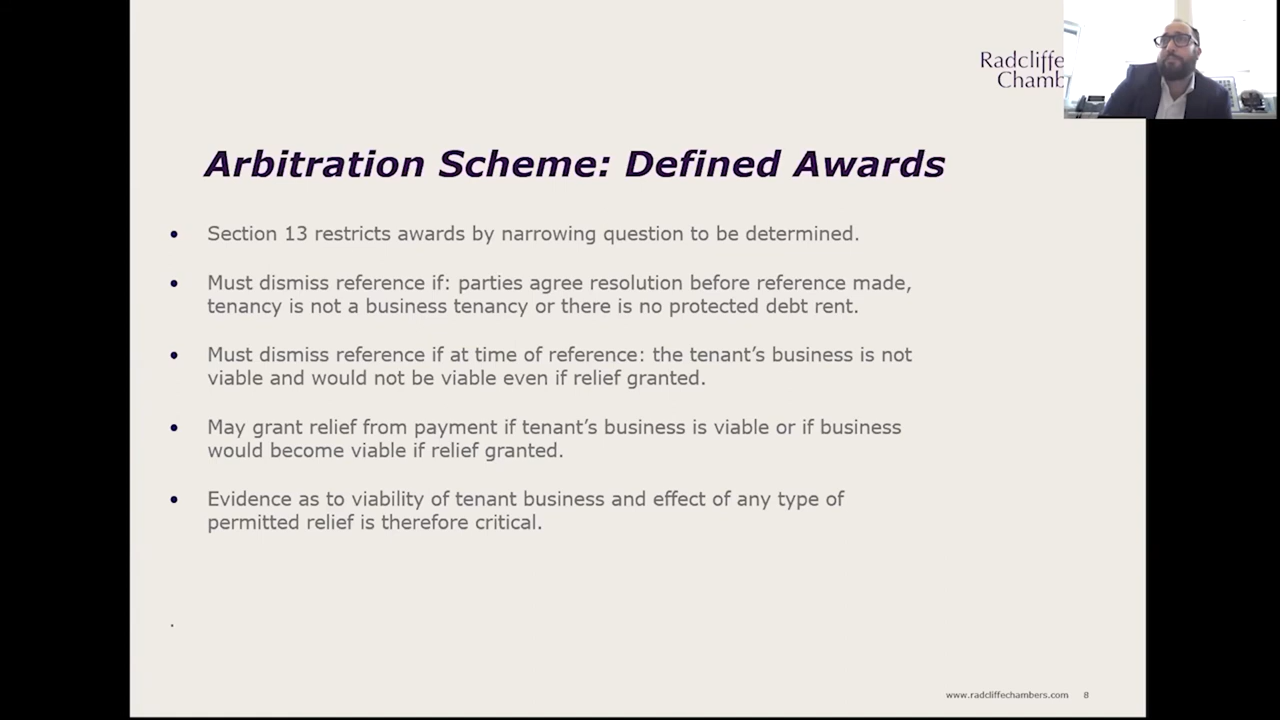 Radcliffe
Chamb
Arbitration Scheme: Defined Awards
• Section 13 restricts awards by narrowing question to be determined.
• Must dismiss reference if: parties agree resolution before reference made,
tenancy is not a business tenancy or there is no protected debt rent.
• Must dismiss reference if at time of reference: the tenant’s business is not
viable and would not be viable even if relief granted.
• May grant relief from payment if tenant’s business is viable or if business
would become viable if relief granted.
• Evidence as to viability of tenant business and effect of any type of
permitted relief is therefore critical.
.
www.radcliffechambers.com 8